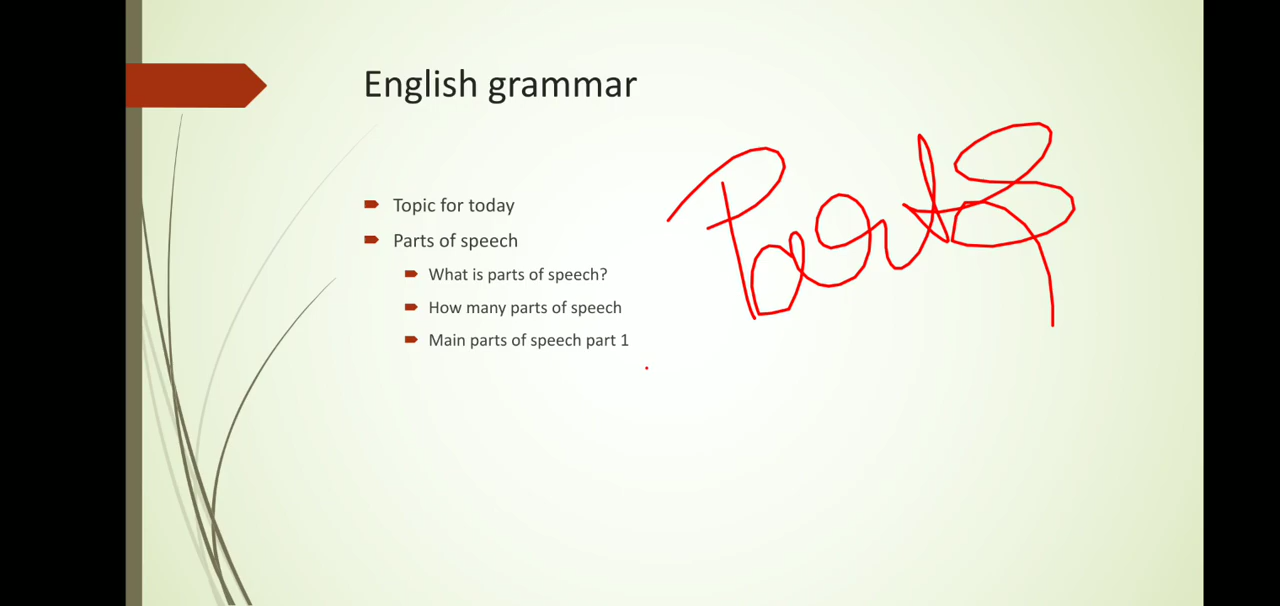 English grammar
Topic for today
Parts of speech
What is parts of speech?
How many parts of speech
Main parts of speech part 1
Parts